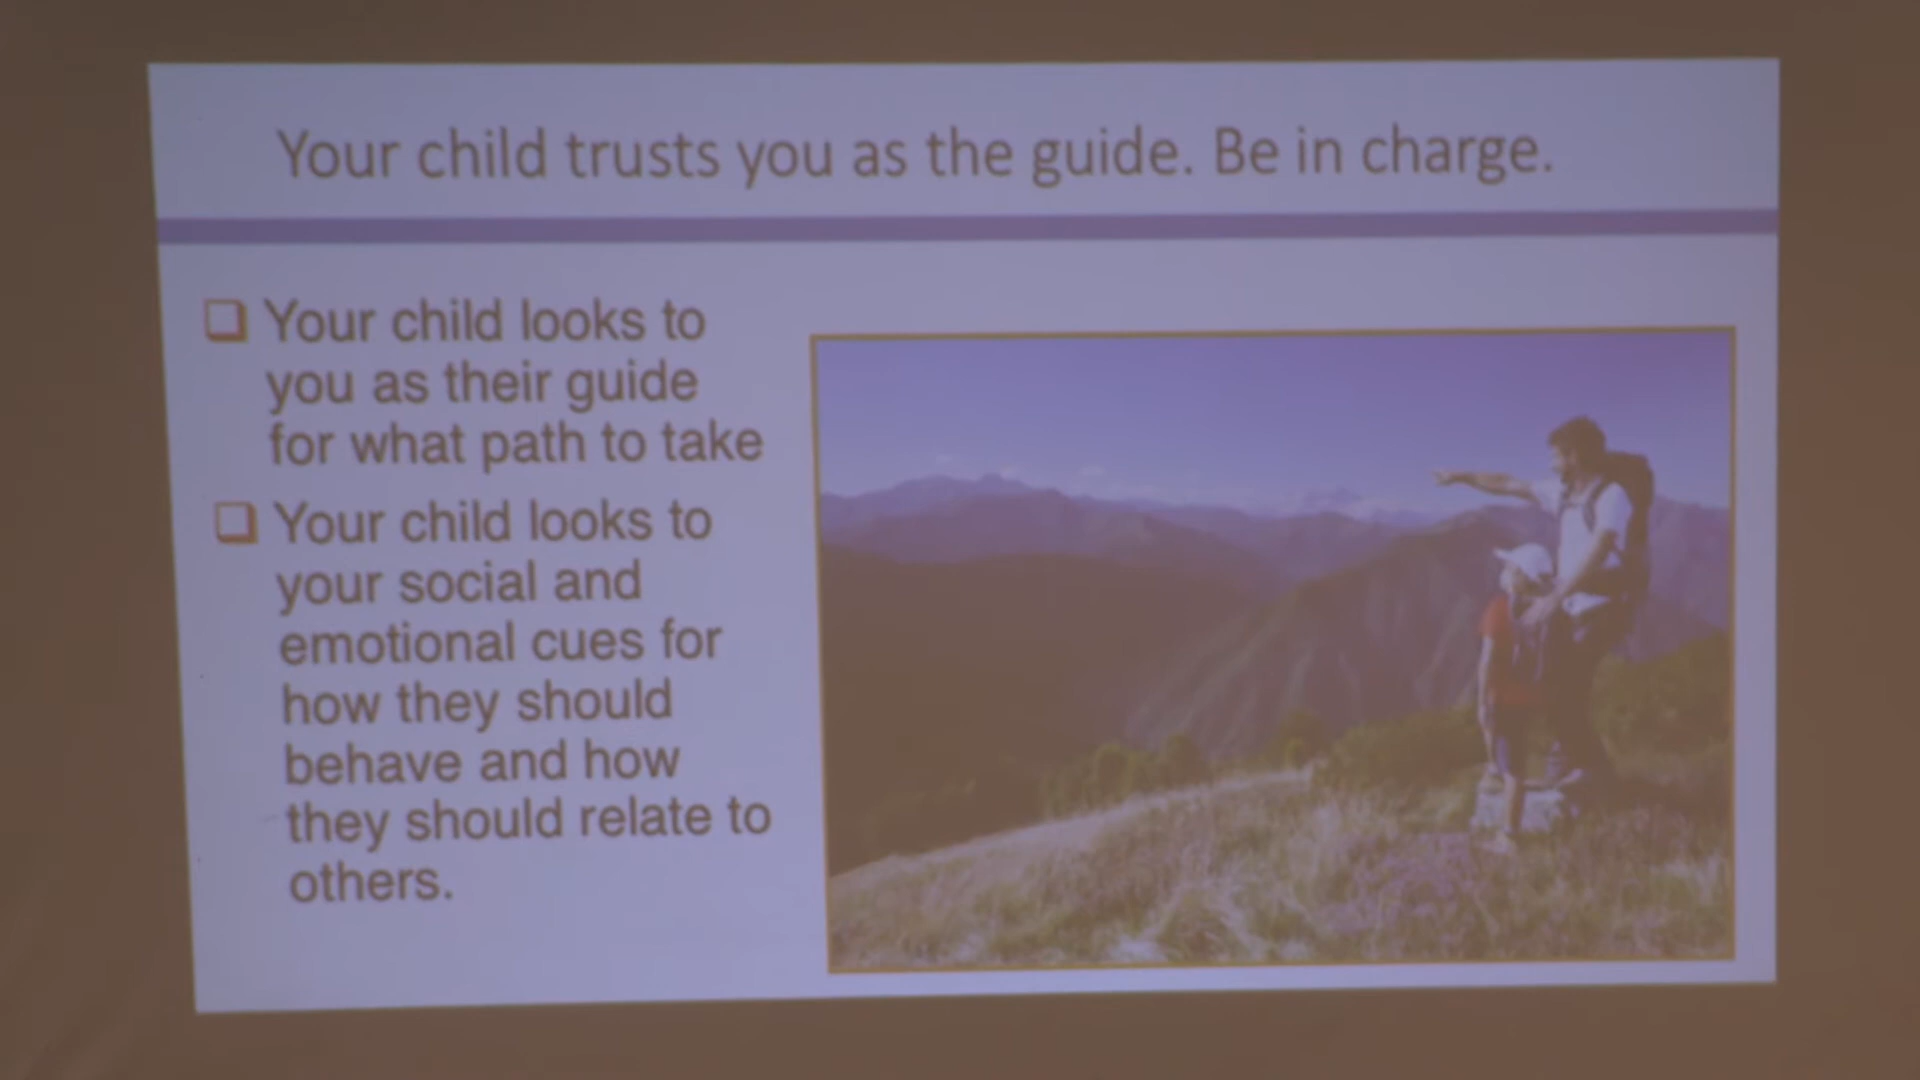 Your child trusts you as the guide. Be in charge.
Your child looks to
you as their guide
for what path to take
Your child looks to
your social and
emotional cues for
how they should
behave and how
they should relate to
others.